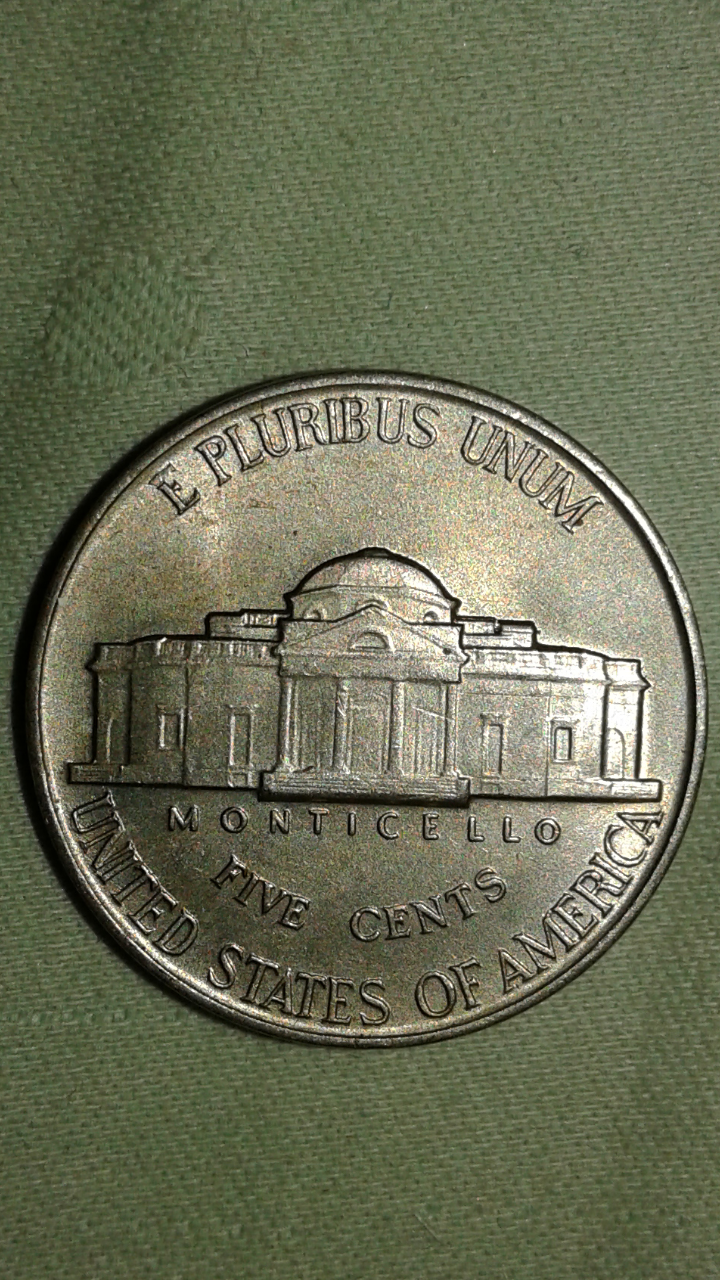 E PLURIBUS UNUM
MONTICELLO
FIVE CENTS
UNITED STATES OF AMERICA